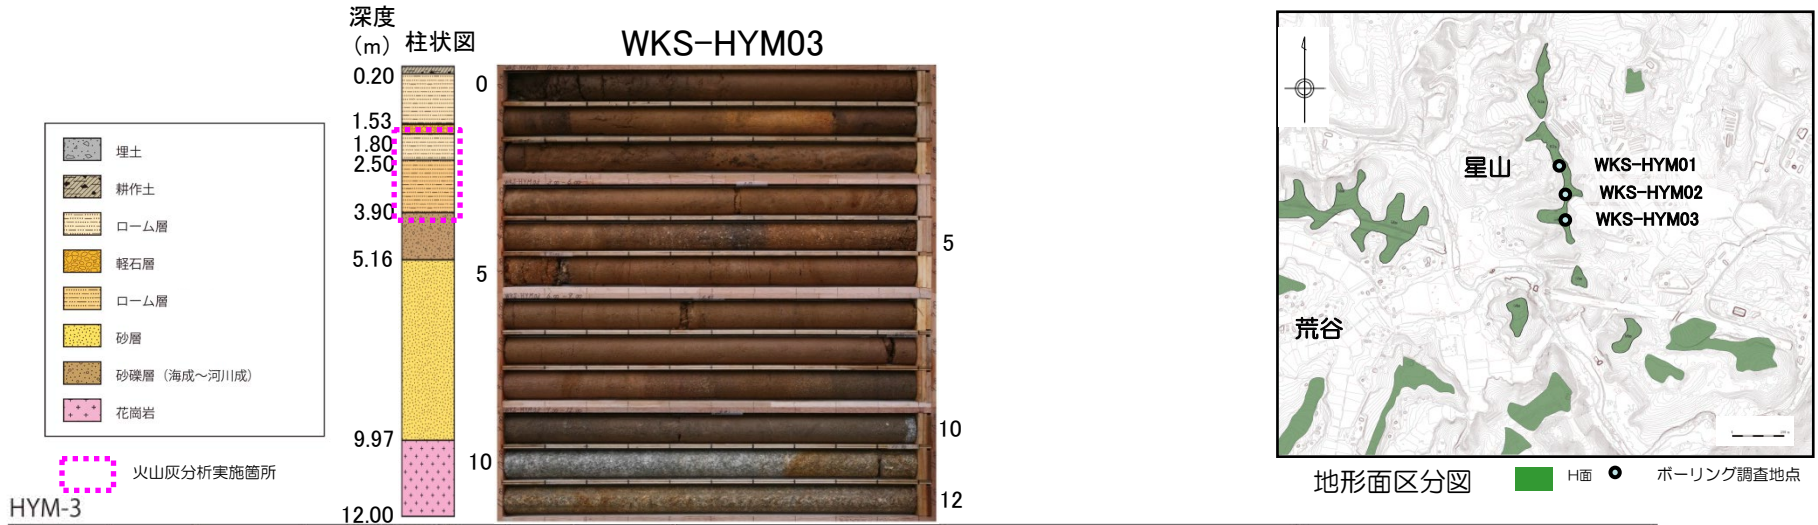 深度
（m）
柱状図
WKS-HYM03
0.20
1.53
1.80
2.50
3.90
5.16
9.97
12.00
0
5
10
5
10
12
埋土
耕作土
ローム層
軽石層
ローム層
砂層
砂礫層（海成～河川成）
花崗岩
火山灰分析実施箇所
HYM-3
星山
WKS-HYM01
WKS-HYM02
WKS-HYM03
荒谷
地形面区分図
H面
ボーリング調査地点